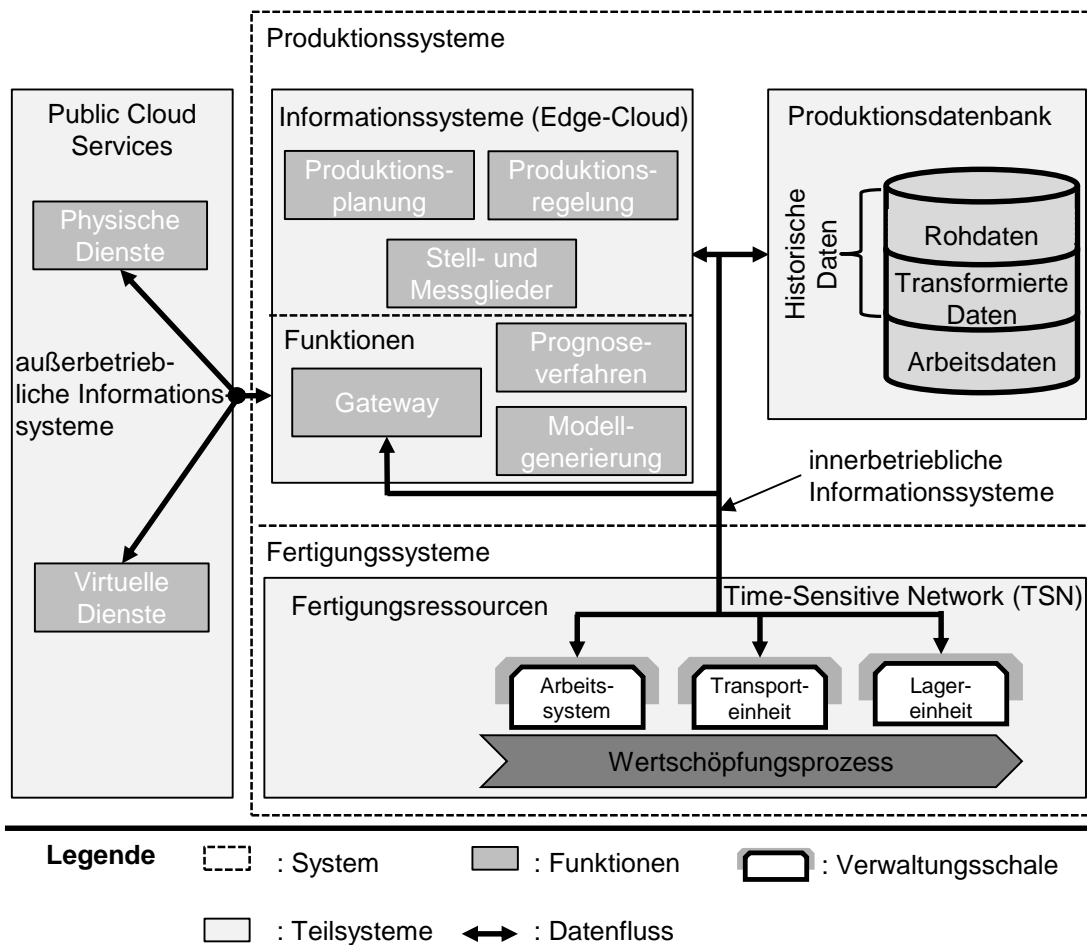 Produktionssysteme
Public Cloud
Services
Physische
Dienste
außerbetrieb-
liche Informations-
systeme
Virtuelle
Dienste
Informationssysteme (Edge-Cloud)
Produktions-
planung
Produktions-
regelung
Stell- und
Messglieder
Funktionen
Gateway
Prognose-
verfahren
Modell-
generierung
Produktionsdatenbank
Historische
Daten
Rohdaten
Transformierte
Daten
Arbeitsdaten
innerbetriebliche
Informationssysteme
Fertigungssysteme
Fertigungsressourcen
Time-Sensitive Network (TSN)
Arbeits-
system
Transport-
einheit
Lager-
einheit
Wertschöpfungsprozess
Legende
: System
: Funktionen
: Verwaltungsschale
: Teilsysteme
: Datenfluss